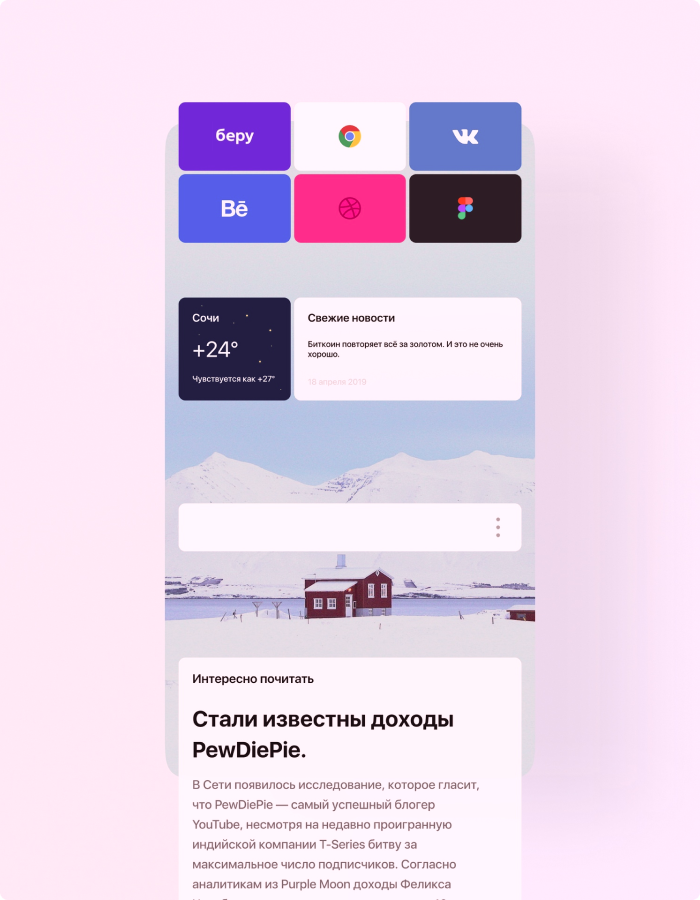 беру
Bē
Сочи
+24°
Чувствуется как +27°
Свежие новости
Биткоин повторяет всё за золотом. И это не очень
хорошо.
18 апреля 2019
Интересно почитать
Стали известны доходы
PewDiePie.
В Сети появилось исследование, которое гласит,
что PewDiePie — самый успешный блогер
YouTube, несмотря на недавно проигранную
индийской компании T-Series битву за
максимальное число подписчиков. Согласно
аналитикам из Purple Moon доходы Феликса